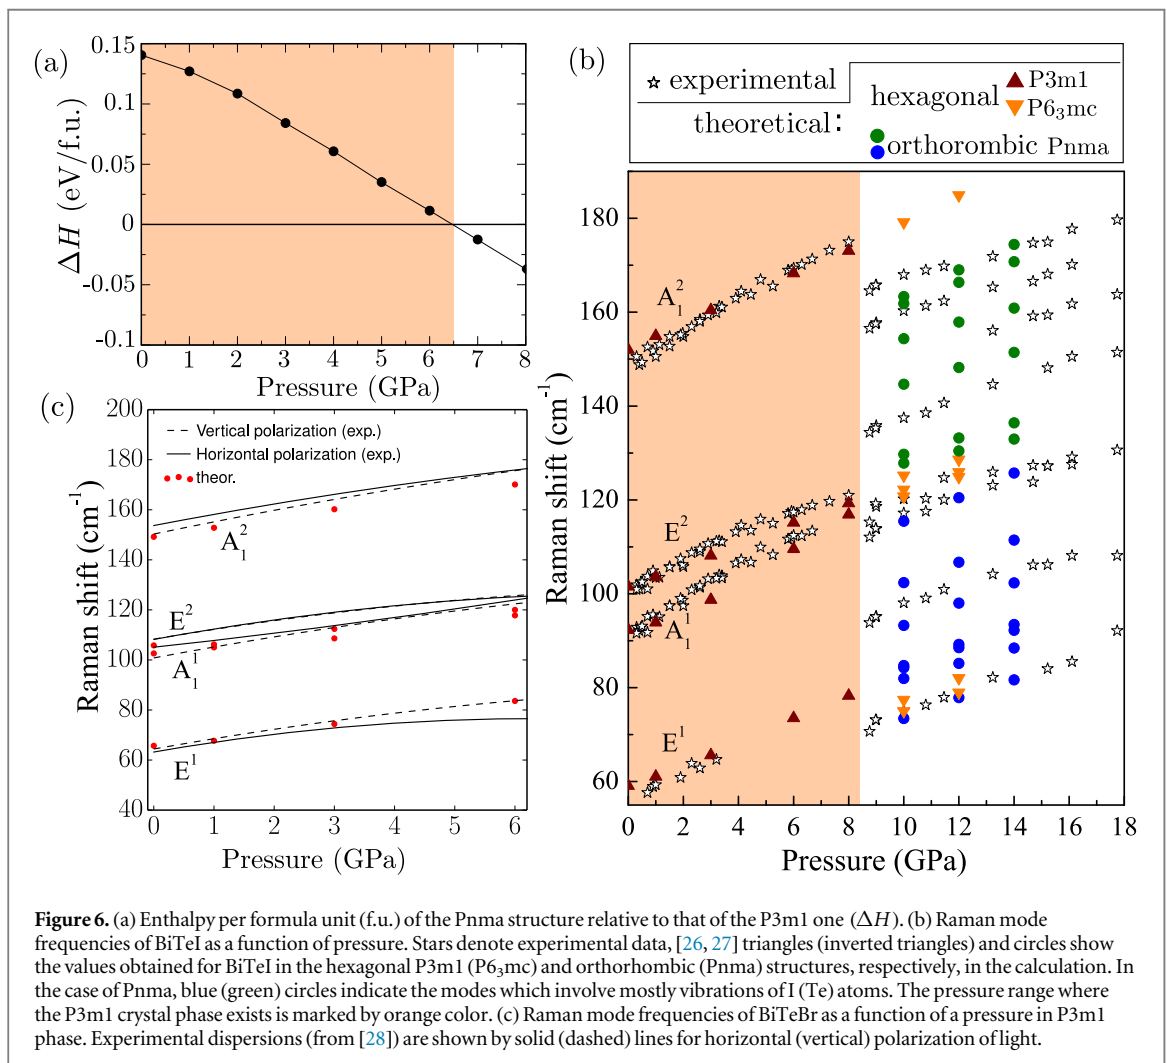 (a)
0.15
0.1
0.05
0
-0.05
-0.1
ΔH (eV/f.u.)
0 1 2 3 4 5 6 7 8
Pressure (GPa)
(b)
experimental
theoretical:
hexagonal
P3m1
P6₃mc
orthorombic Pnma
180
160
140
120
100
80
60
Raman shift (cm⁻¹)
A₁²
E²
A₁¹
E¹
0 2 4 6 8 10 12 14 16 18
Pressure (GPa)
(c)
200
180
160
140
120
100
80
60
40
Raman shift (cm⁻¹)
Vertical polarization (exp.)
Horizontal polarization (exp.)
theor.
A₁²
E²
A₁¹
E¹
0 1 2 3 4 5 6
Pressure (GPa)
Figure 6. (a) Enthalpy per formula unit (f.u.) of the Pnma structure relative to that of the P3m1 one (ΔH). (b) Raman mode
frequencies of BiTeI as a function of pressure. Stars denote experimental data, [26, 27] triangles (inverted triangles) and circles show
the values obtained for BiTeI in the hexagonal P3m1 (P6₃mc) and orthorhombic (Pnma) structures, respectively, in the calculation. In
the case of Pnma, blue (green) circles indicate the modes which involve mostly vibrations of I (Te) atoms. The pressure range where
the P3m1 crystal phase exists is marked by orange color. (c) Raman mode frequencies of BiTeBr as a function of a pressure in P3m1
phase. Experimental dispersions (from [28]) are shown by solid (dashed) lines for horizontal (vertical) polarization of light.